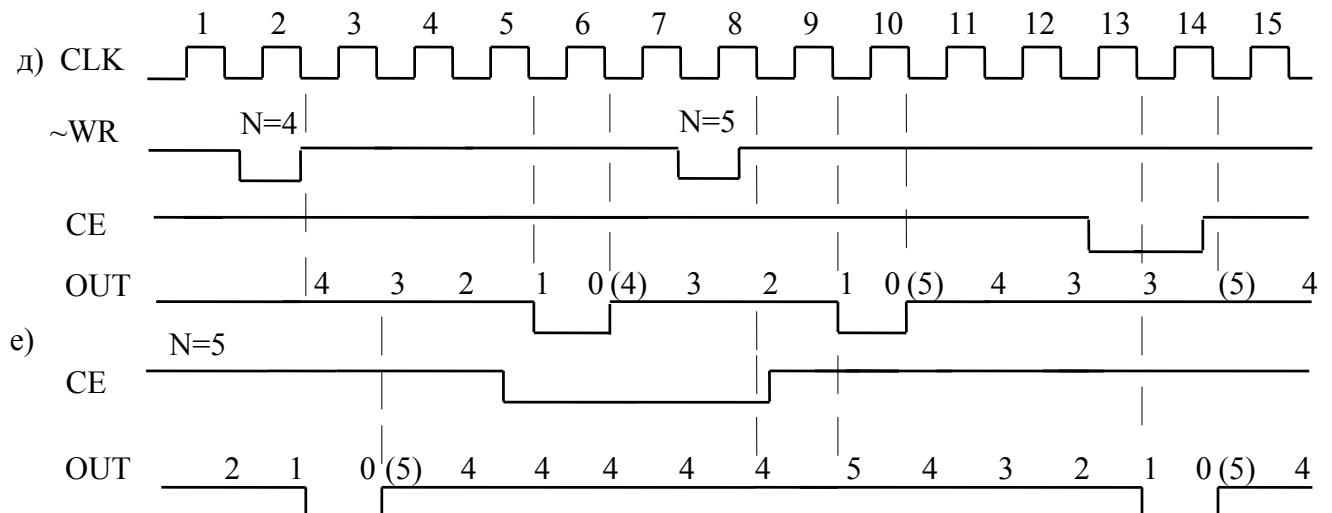 1 2 3 4 5 6 7 8 9 10 11 12 13 14 15
д) CLK
N=4 N=5
~WR
CE
OUT 4 3 2 1 0 (4) 3 2 1 0 (5) 4 3 3 (5) 4
е)
N=5
CE
OUT 2 1 0 (5) 4 4 4 4 4 5 4 3 2 1 0 (5) 4